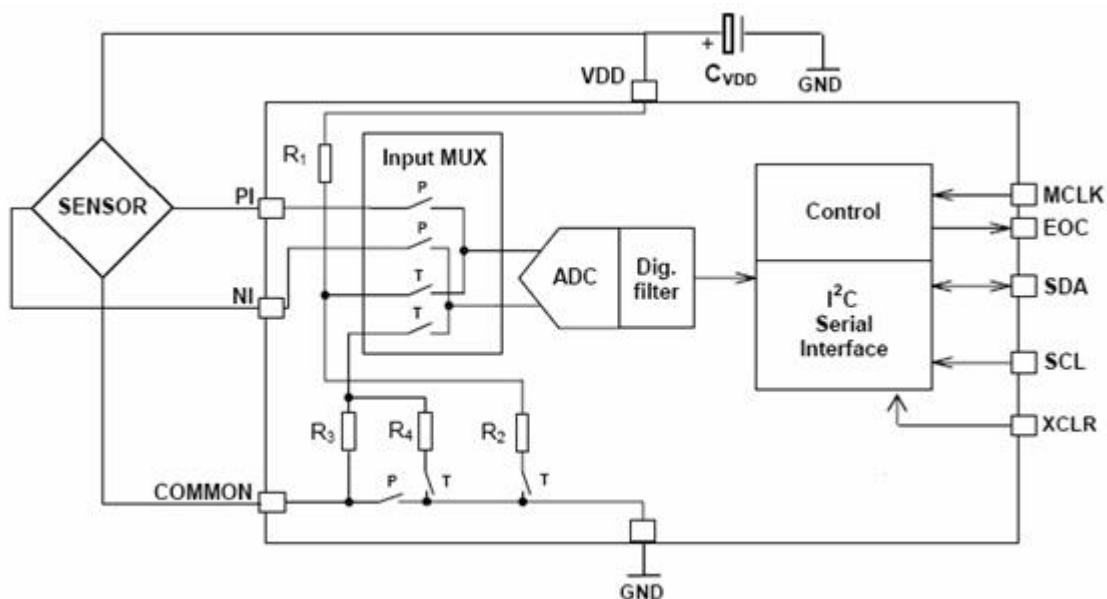 VDD
+
CVDD
GND
R1
Input MUX
P
P
T
T
SENSOR
PI
NI
ADC
Dig.
filter
Control
I²C
Serial
Interface
MCLK
EOC
SDA
SCL
XCLR
R3
R4
R2
P
T
T
COMMON
GND